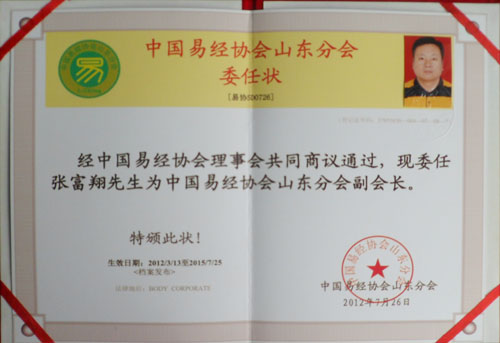 中国易经协会山东分会
委任状
易
经中国易经协会理事会共同商议通过，现委任
张富翔先生为中国易经协会山东分会副会长。
特颁此状！
生效日期：2012/3/13至2015/7/25
<档案发布>
法律地位：BODY CORPORATE
中国易经协会山东分会
中国易经协会山东分会
2012年7月26日